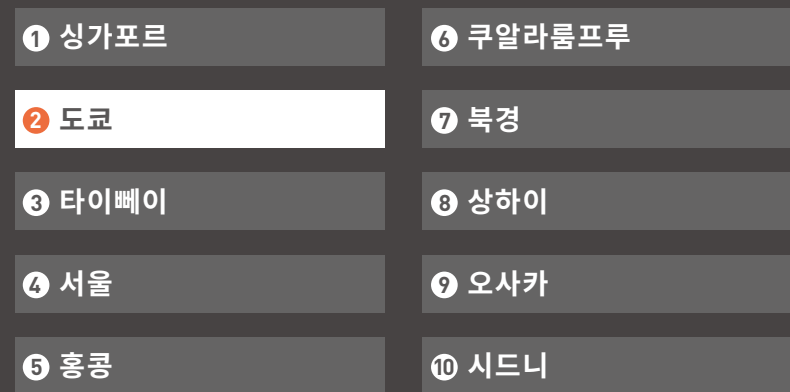 1 싱가포르
2 도쿄
3 타이뻬이
4 서울
5 홍콩
6 쿠알라룸프루
7 북경
8 상하이
9 오사카
10 시드니